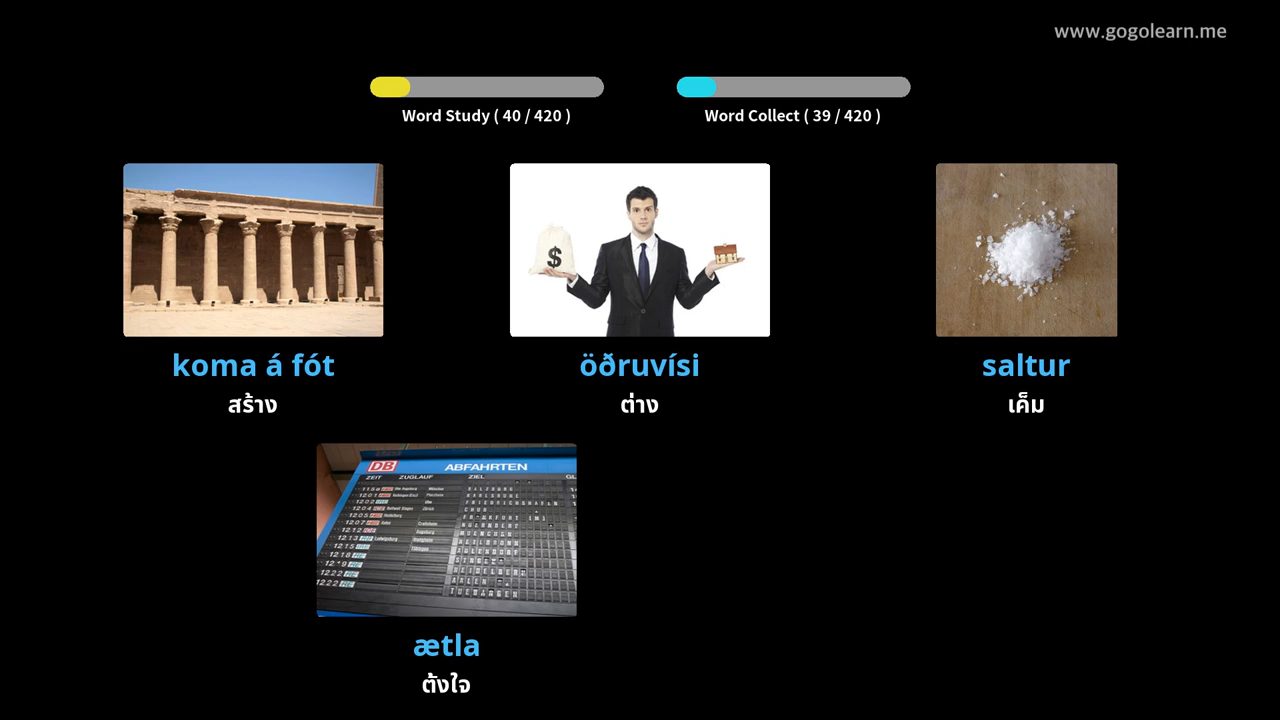 www.gogolearn.me
Word Study ( 40 / 420 )
Word Collect ( 39 / 420 )
$
koma á fót
öðruvísi
saltur
สร้าง
ต่าง
เค็ม
DB
ABFAHRTEN
ZEIT ZUGLAUF ZIEL
ætla
ตั้งใจ